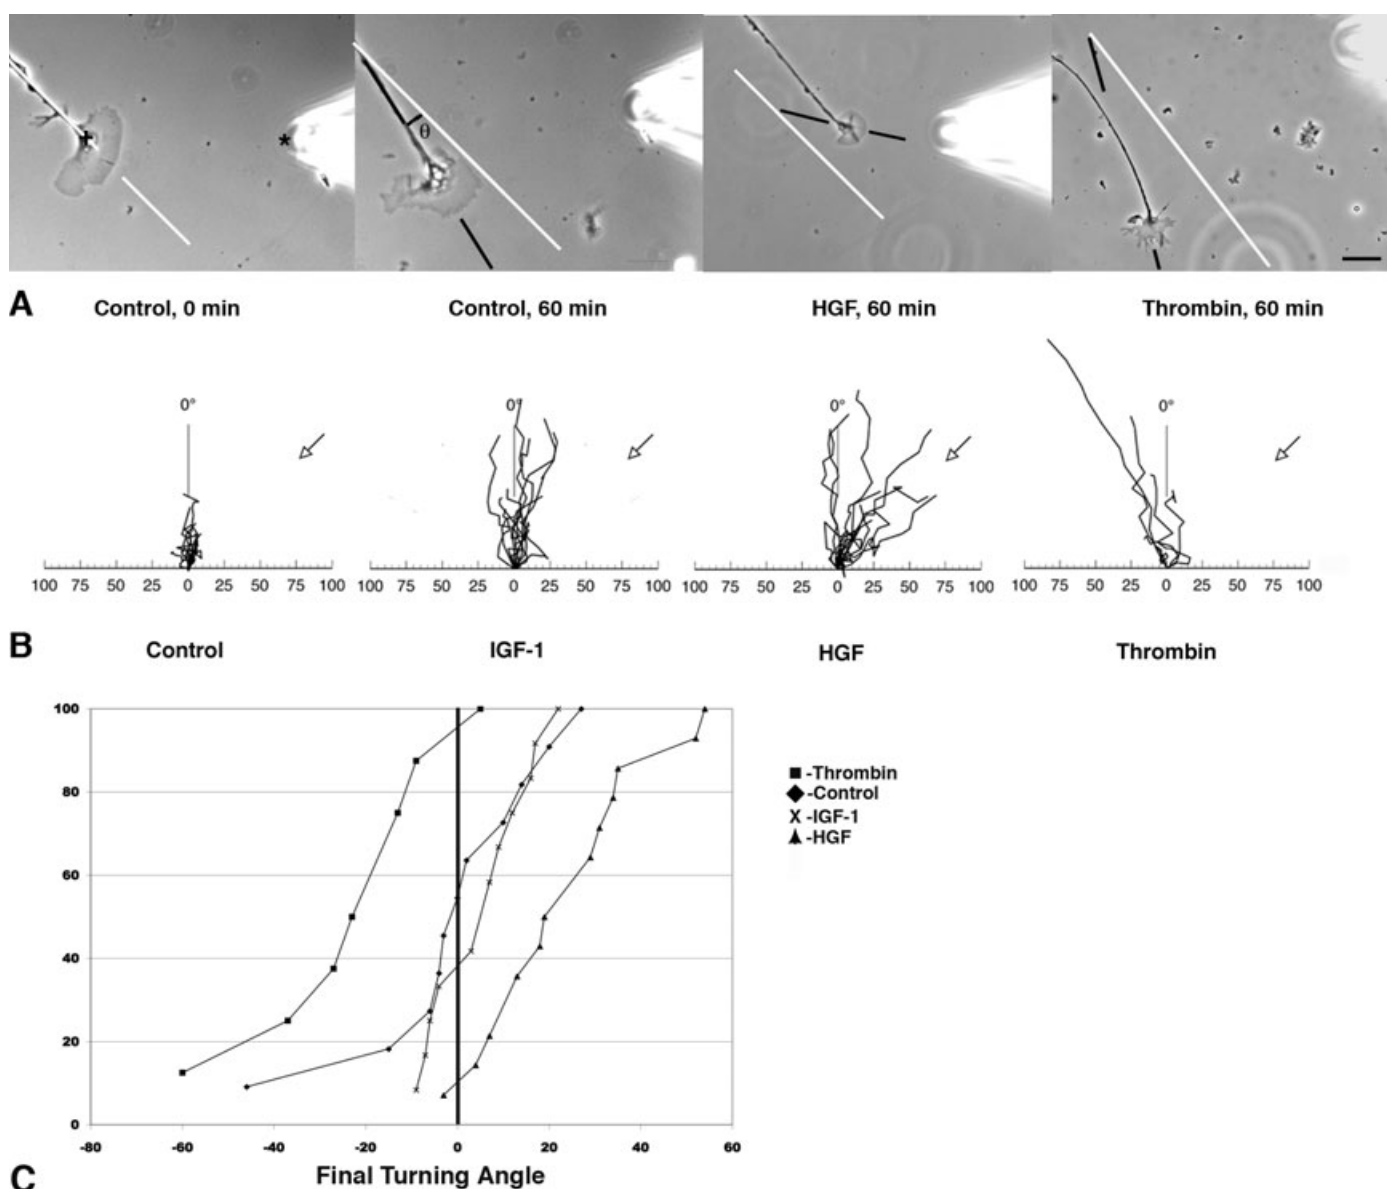 +
*
θ
A Control, 0 min Control, 60 min HGF, 60 min Thrombin, 60 min
0° 0° 0° 0°
100 75 50 25 0 25 50 75 100 100 75 50 25 0 25 50 75 100 100 75 50 25 0 25 50 75 100 100 75 50 25 0 25 50 75 100
B Control IGF-1 HGF Thrombin
100
80
60
40
20
0
-80 -60 -40 -20 0 20 40 60
-Thrombin
-Control
X -IGF-1
-HGF
C Final Turning Angle